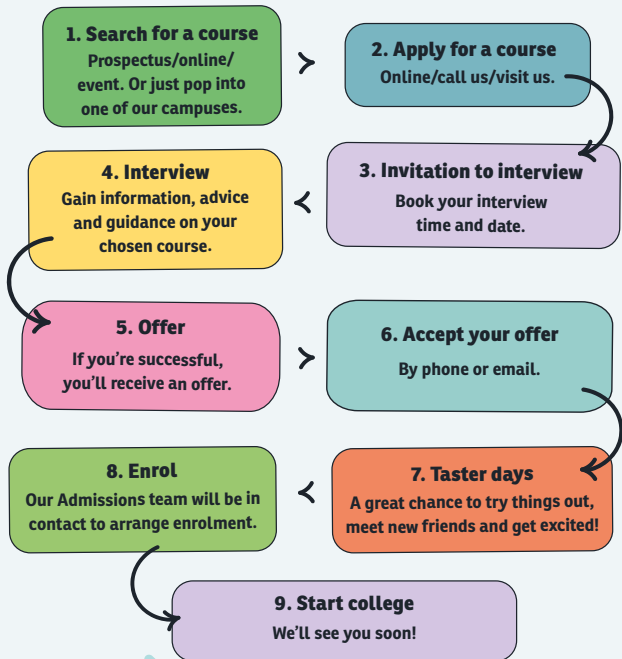 1. Search for a course
Prospectus/online/
event. Or just pop into
one of our campuses.
2. Apply for a course
Online/call us/visit us.
3. Invitation to interview
Book your interview
time and date.
4. Interview
Gain information, advice
and guidance on your
chosen course.
5. Offer
If you’re successful,
you’ll receive an offer.
6. Accept your offer
By phone or email.
7. Taster days
A great chance to try things out,
meet new friends and get excited!
8. Enrol
Our Admissions team will be in
contact to arrange enrolment.
9. Start college
We’ll see you soon!